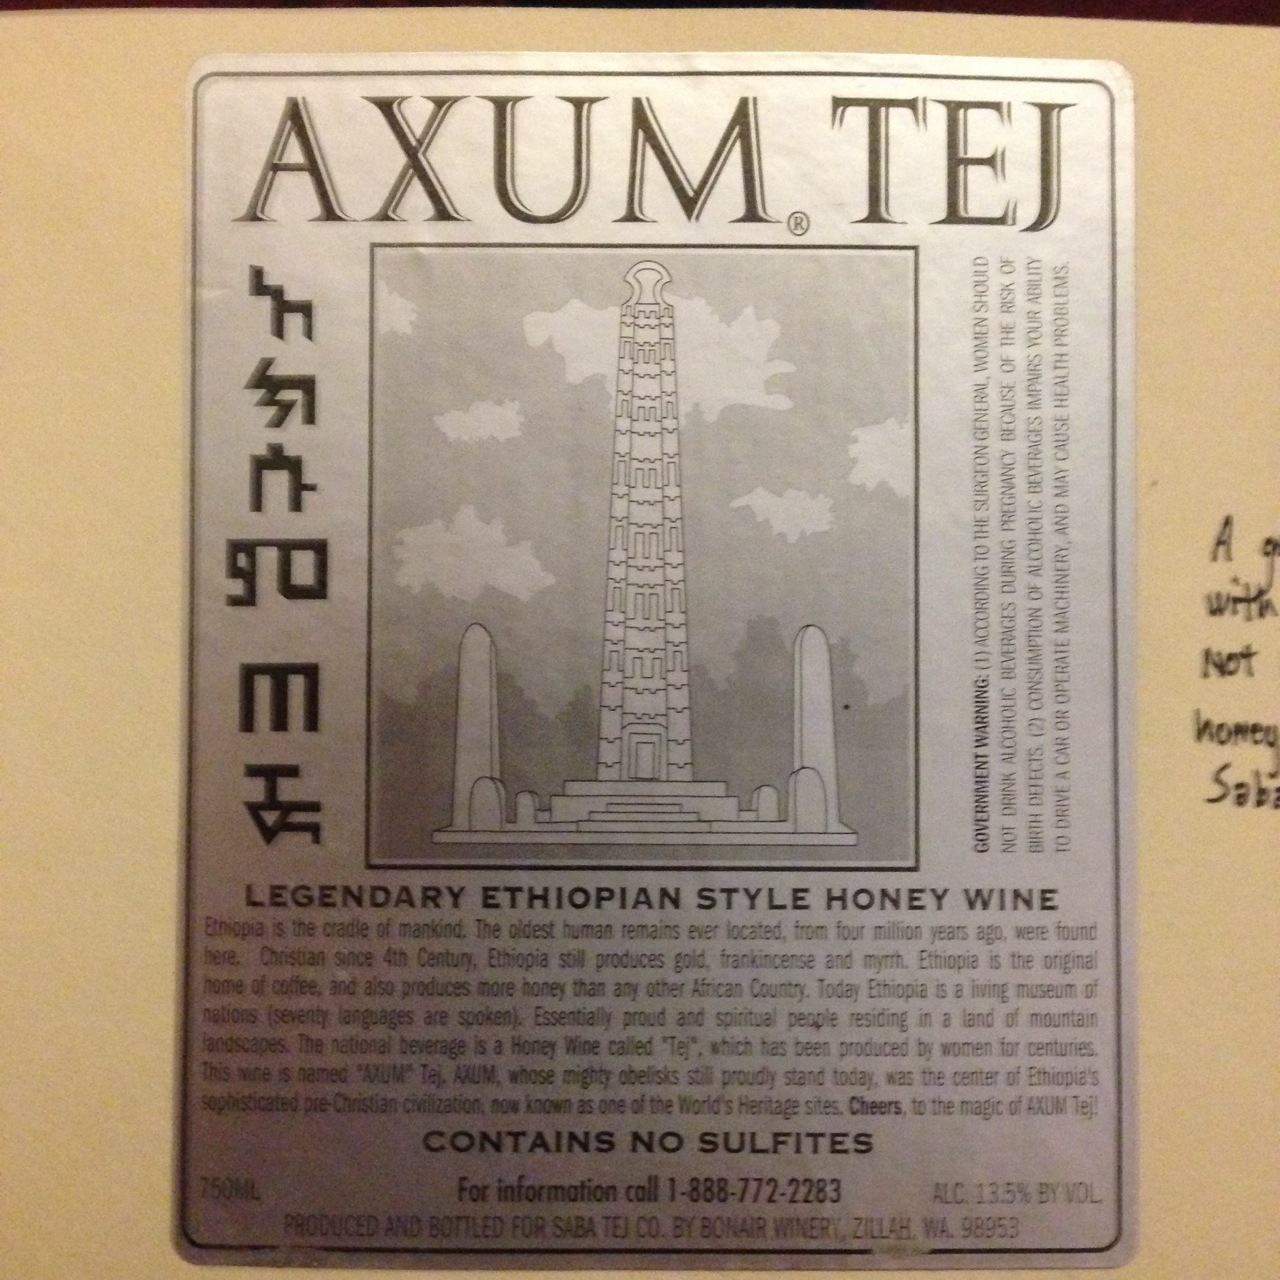 AXUM® TEJ
አ
ክ
ሱ
ም
ጠ
ጅ
GOVERNMENT WARNING: (1) ACCORDING TO THE SURGEON GENERAL, WOMEN SHOULD
NOT DRINK ALCOHOLIC BEVERAGES DURING PREGNANCY BECAUSE OF THE RISK OF
BIRTH DEFECTS. (2) CONSUMPTION OF ALCOHOLIC BEVERAGES IMPAIRS YOUR ABILITY
TO DRIVE A CAR OR OPERATE MACHINERY, AND MAY CAUSE HEALTH PROBLEMS.
LEGENDARY ETHIOPIAN STYLE HONEY WINE
Ethiopia is the cradle of mankind. The oldest human remains ever located, from four million years ago, were found
here. Christian since 4th Century, Ethiopia still produces gold, frankincense and myrrh. Ethiopia is the original
home of coffee, and also produces more honey than any other African Country. Today Ethiopia is a living museum of
nations (seventy languages are spoken). Essentially proud and spiritual people residing in a land of mountain
landscapes. The national beverage is a Honey Wine called "Tej", which has been produced by women for centuries.
This wine is named "AXUM" Tej. AXUM, whose mighty obelisks still proudly stand today, was the center of Ethiopia's
sophisticated pre-Christian civilization, now known as one of the World's Heritage sites. Cheers, to the magic of AXUM Tej!
CONTAINS NO SULFITES
750ML For information call 1-888-772-2283 ALC. 13.5% BY VOL.
PRODUCED AND BOTTLED FOR SABA TEJ CO. BY BONAIR WINERY, ZILLAH, WA. 98953
A
with
Not
honey
Saba